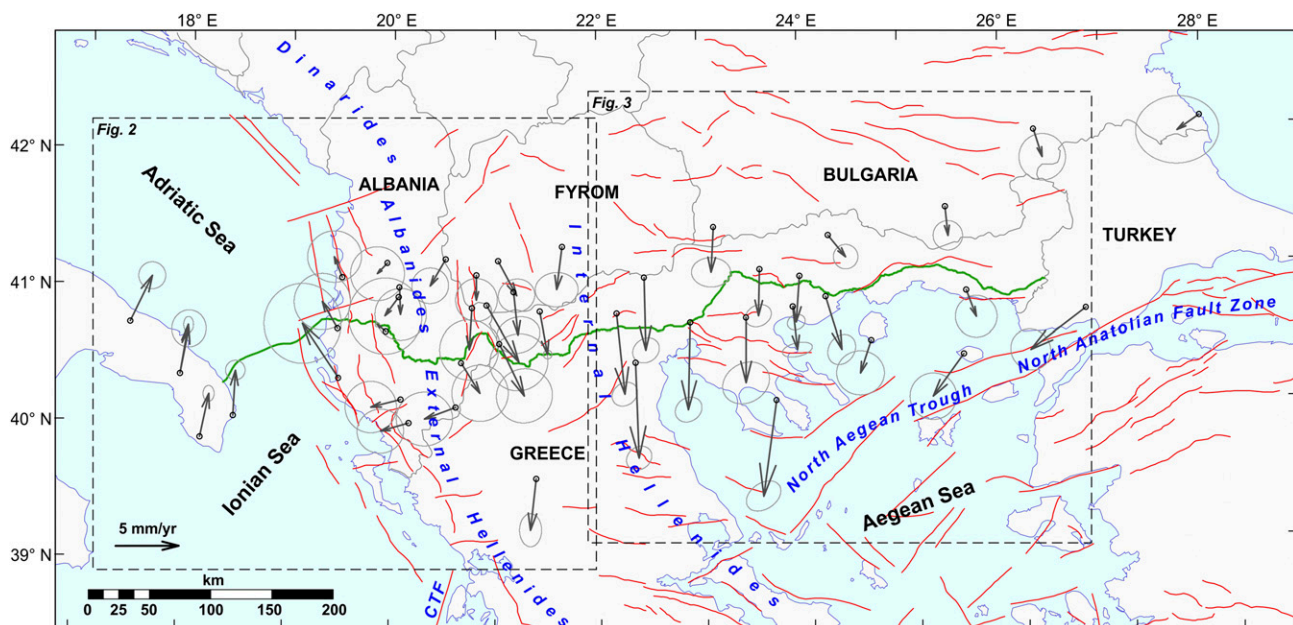 18° E 20° E 22° E 24° E 26° E 28° E
42° N
41° N
40° N
39° N
Fig. 2
Fig. 3
Dinarides
Albanides
External
Hellenides
Internal
Hellenides
Adriatic Sea
ALBANIA
FYROM
BULGARIA
TURKEY
North Anatolian Fault Zone
North Aegean Trough
GREECE
Ionian Sea
Aegean Sea
CTF
5 mm/yr
km
0 25 50 100 150 200